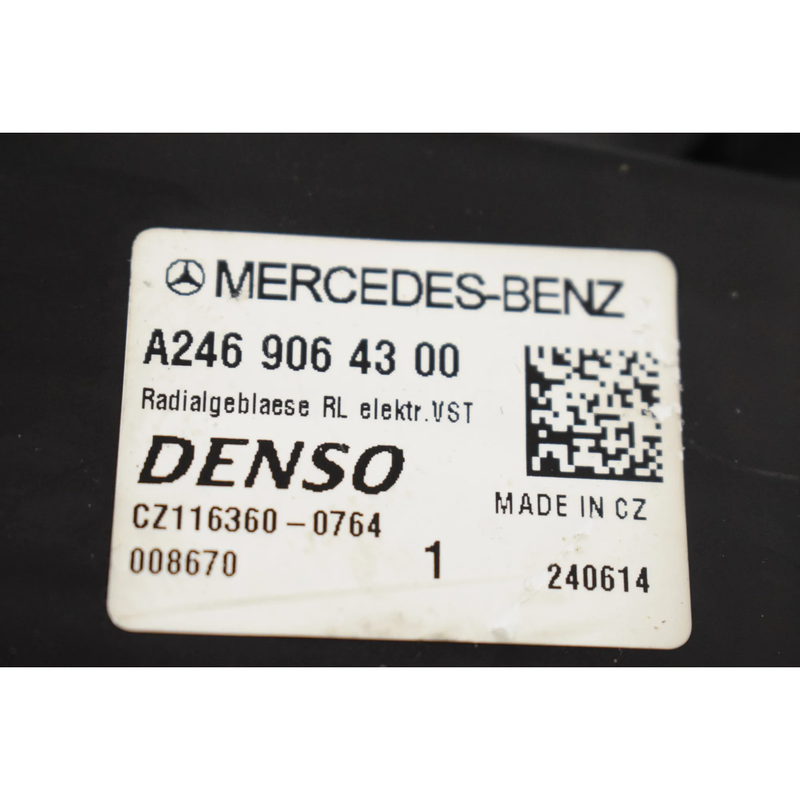 MERCEDES-BENZ
A246 906 43 00
Radialgeblaese RL elektr.VST
DENSO
MADE IN CZ
CZ116360-0764
008670 1 240614